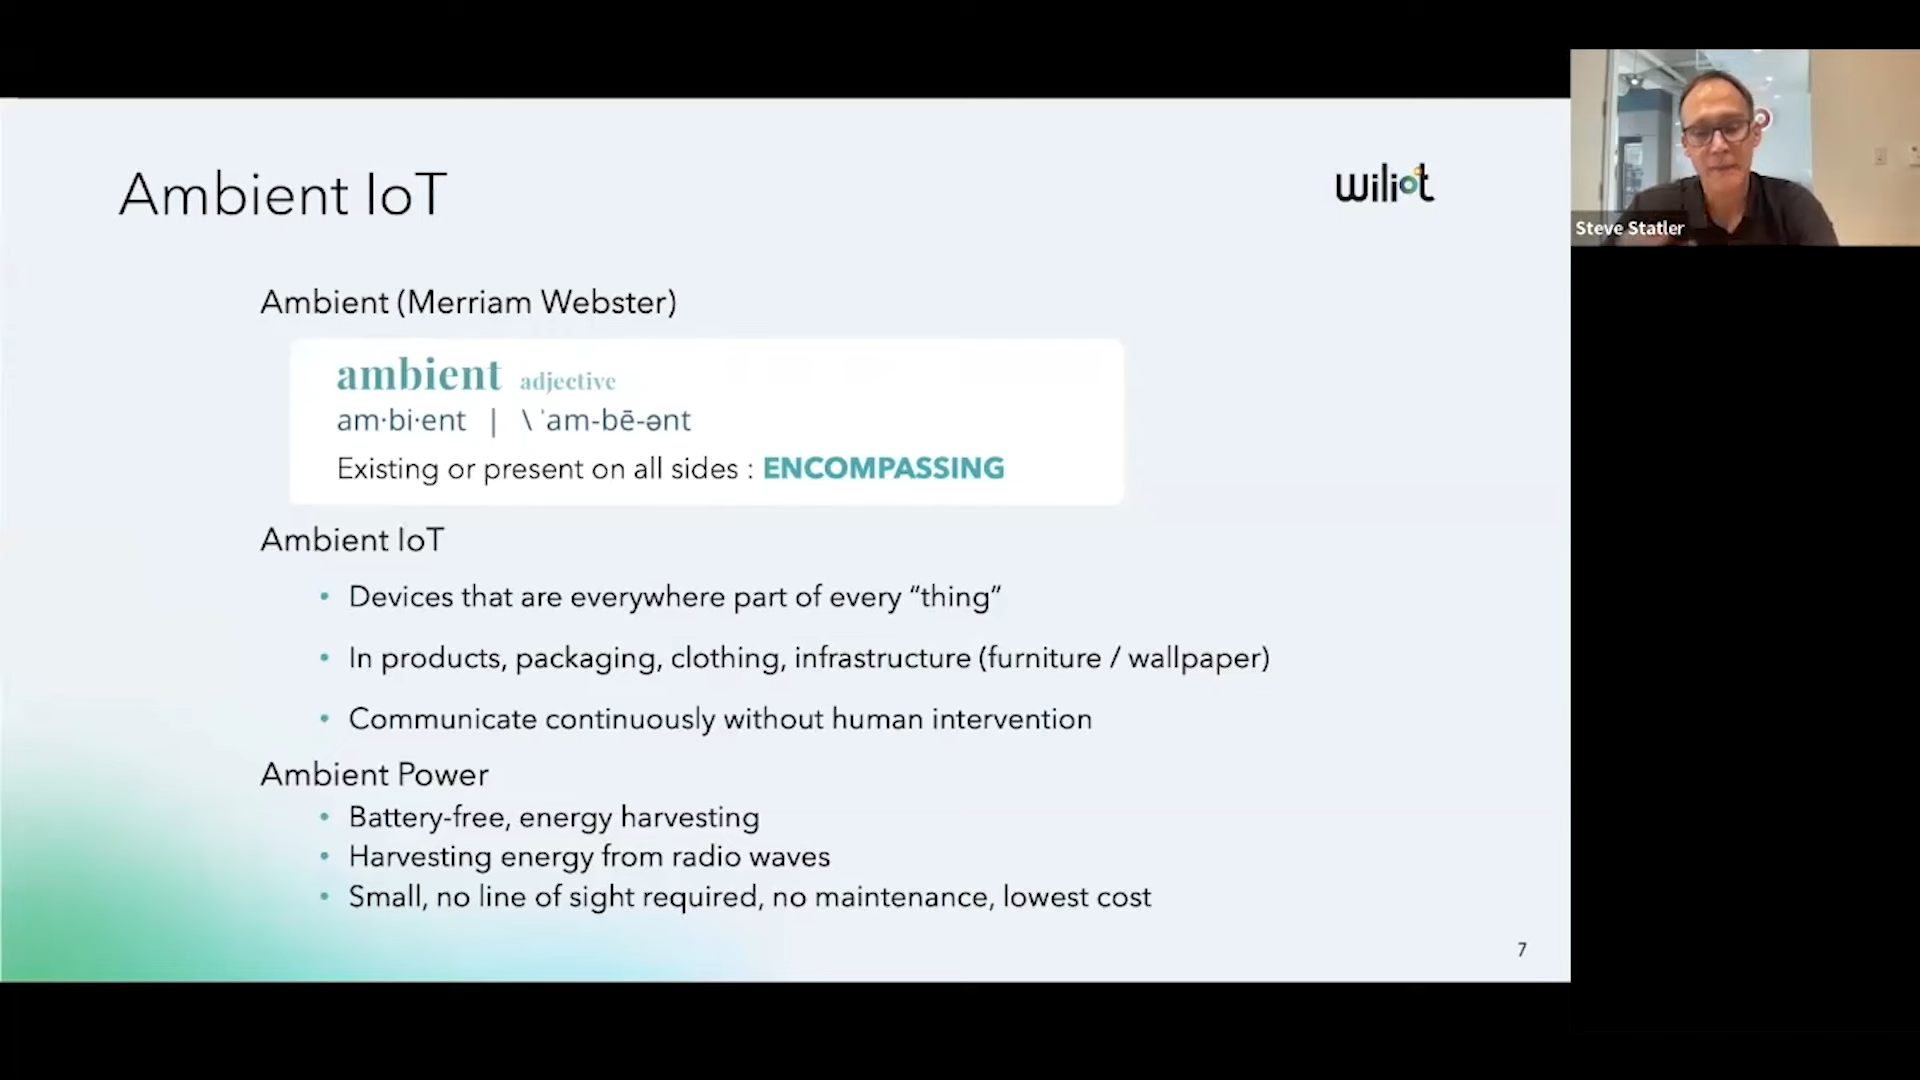 Ambient IoT
wiliot
Steve Statler
Ambient (Merriam Webster)
ambient adjective
am·bi·ent | \ ˈam-bē-ənt
Existing or present on all sides : ENCOMPASSING
Ambient IoT
• Devices that are everywhere part of every “thing”
• In products, packaging, clothing, infrastructure (furniture / wallpaper)
• Communicate continuously without human intervention
Ambient Power
• Battery-free, energy harvesting
• Harvesting energy from radio waves
• Small, no line of sight required, no maintenance, lowest cost
7